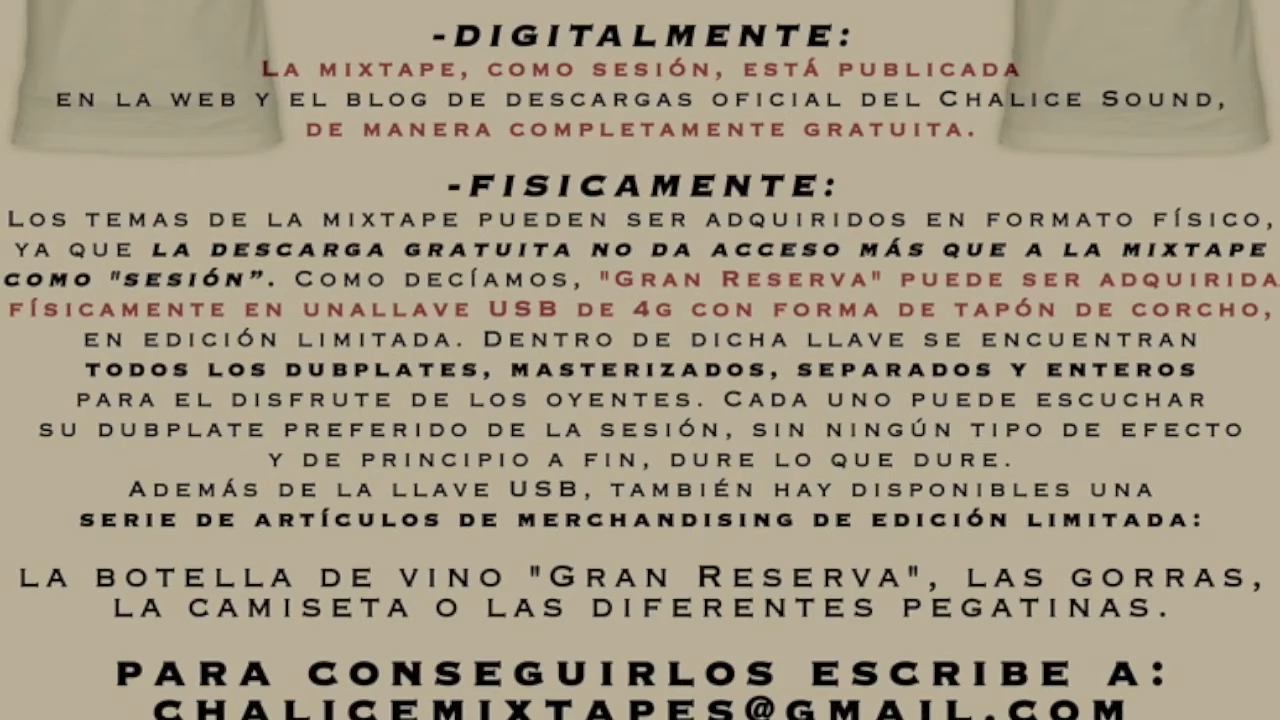 -DIGITALMENTE:
LA MIXTAPE, COMO SESIÓN, ESTÁ PUBLICADA
EN LA WEB Y EL BLOG DE DESCARGAS OFICIAL DEL CHALICE SOUND,
DE MANERA COMPLETAMENTE GRATUITA.
-FISICAMENTE:
LOS TEMAS DE LA MIXTAPE PUEDEN SER ADQUIRIDOS EN FORMATO FÍSICO,
YA QUE LA DESCARGA GRATUITA NO DA ACCESO MÁS QUE A LA MIXTAPE
COMO "SESIÓN”. COMO DECÍAMOS, "GRAN RESERVA" PUEDE SER ADQUIRIDA
FÍSICAMENTE EN UNALLAVE USB DE 4G CON FORMA DE TAPÓN DE CORCHO,
EN EDICIÓN LIMITADA. DENTRO DE DICHA LLAVE SE ENCUENTRAN
TODOS LOS DUBPLATES, MASTERIZADOS, SEPARADOS Y ENTEROS
PARA EL DISFRUTE DE LOS OYENTES. CADA UNO PUEDE ESCUCHAR
SU DUBPLATE PREFERIDO DE LA SESIÓN, SIN NINGÚN TIPO DE EFECTO
Y DE PRINCIPIO A FIN, DURE LO QUE DURE.
ADEMÁS DE LA LLAVE USB, TAMBIÉN HAY DISPONIBLES UNA
SERIE DE ARTÍCULOS DE MERCHANDISING DE EDICIÓN LIMITADA:
LA BOTELLA DE VINO "GRAN RESERVA", LAS GORRAS,
LA CAMISETA O LAS DIFERENTES PEGATINAS.
PARA CONSEGUIRLOS ESCRIBE A:
CHALICEMIXTAPES@GMAIL.COM